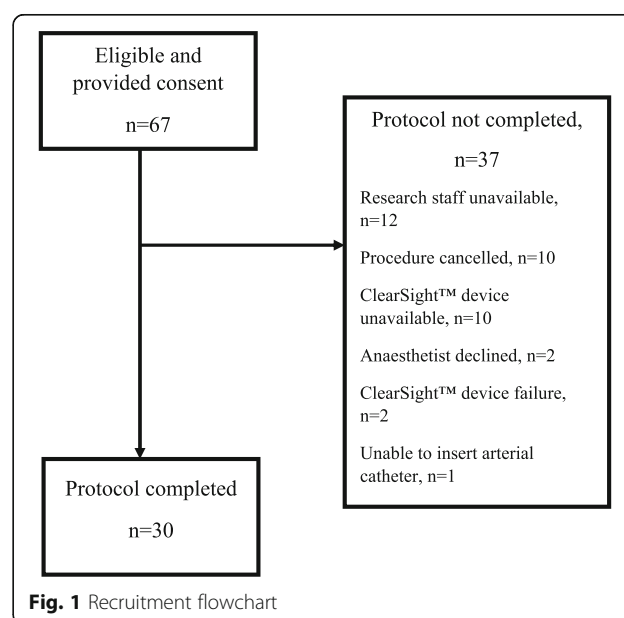 Eligible and
provided consent
n=67
Protocol not completed,
n=37
Research staff unavailable,
n=12
Procedure cancelled, n=10
ClearSight™ device
unavailable, n=10
Anaesthetist declined, n=2
ClearSight™ device failure,
n=2
Unable to insert arterial
catheter, n=1
Protocol completed
n=30
Fig. 1 Recruitment flowchart